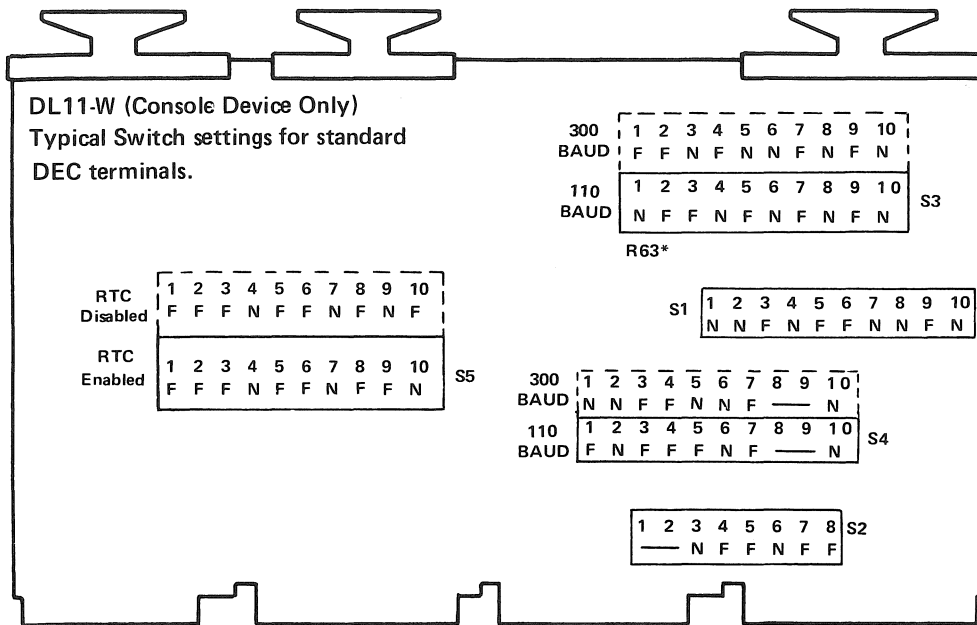 DL11-W (Console Device Only)
Typical Switch settings for standard
DEC terminals.
300 BAUD
1 2 3 4 5 6 7 8 9 10
F F N F N N F N F N
110 BAUD
1 2 3 4 5 6 7 8 9 10
N F F N F N F N F N
S3
R63*
S1
1 2 3 4 5 6 7 8 9 10
N N F N F F N N F N
RTC Disabled
1 2 3 4 5 6 7 8 9 10
F F F N F F N F N F
RTC Enabled
1 2 3 4 5 6 7 8 9 10
F F F N F F N F F N
S5
300 BAUD
1 2 3 4 5 6 7 8 9 10
N N F F N N F — N
110 BAUD
1 2 3 4 5 6 7 8 9 10
F N F F F N F — N
S4
1 2 3 4 5 6 7 8
— N F F N F F
S2